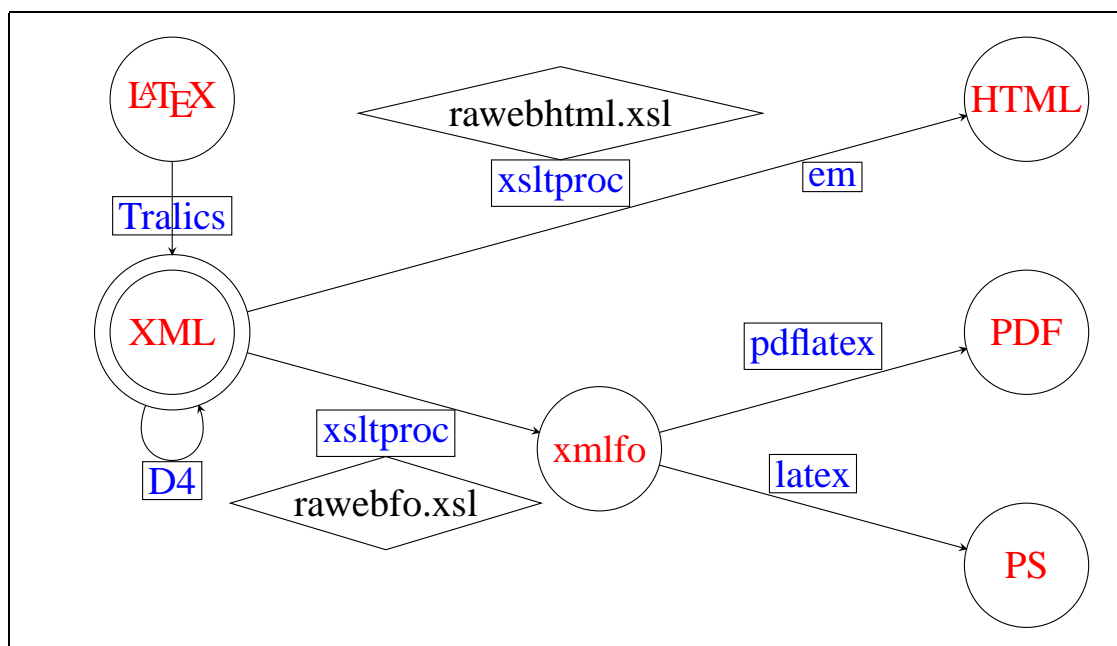 LATEX
rawebhtml.xsl
HTML
xsltproc
em
Tralics
XML
pdflatex
PDF
xsltproc
xmlfo
D4
rawebfo.xsl
latex
PS